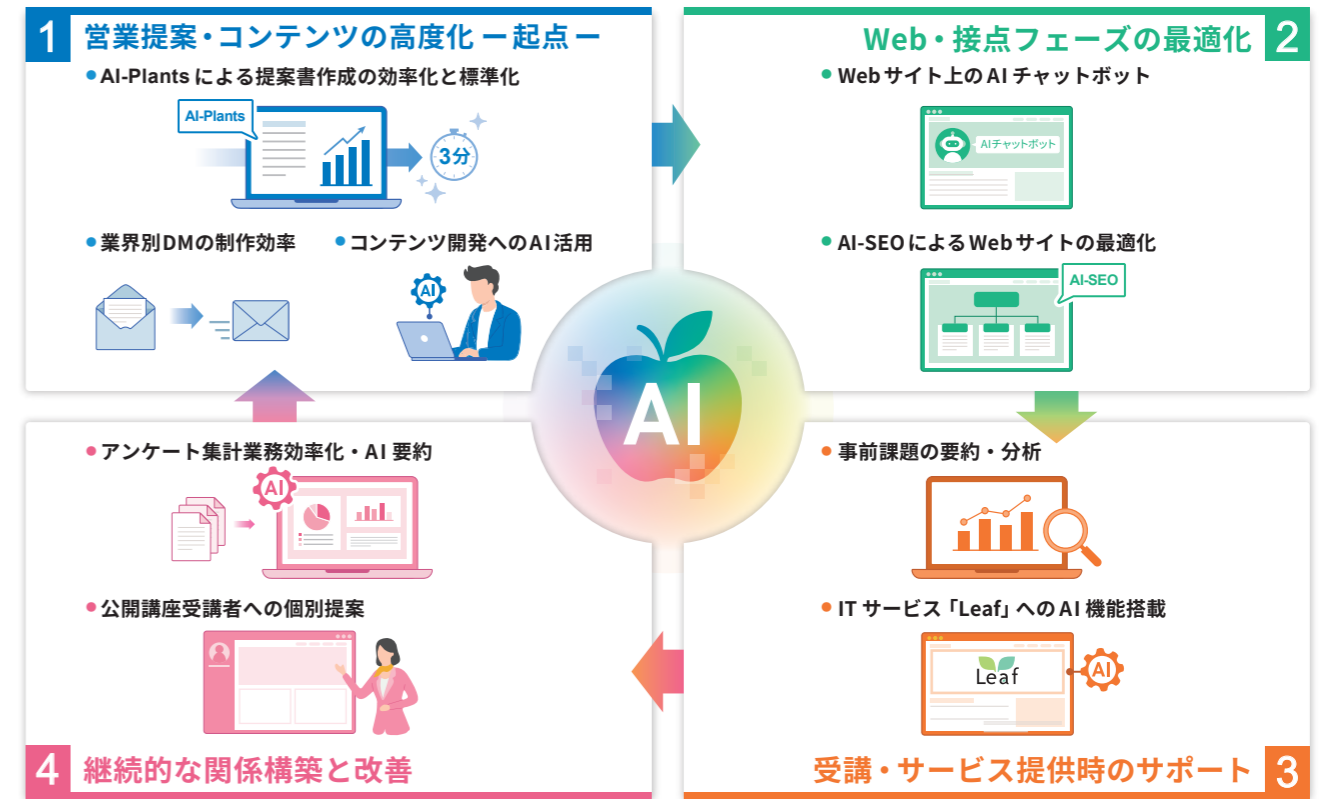 1 営業提案・コンテンツの高度化 ー起点ー
●AI-Plants による提案書作成の効率化と標準化
AI-Plants
3分
●業界別DMの制作効率
●コンテンツ開発へのAI活用
AI
Web・接点フェーズの最適化 2
●Webサイト上のAI チャットボット
AIチャットボット
●AI-SEOによるWebサイトの最適化
AI-SEO
AI
●事前課題の要約・分析
●IT サービス「Leaf」へのAI 機能搭載
Leaf
AI
受講・サービス提供時のサポート 3
●アンケート集計業務効率化・AI 要約
AI
●公開講座受講者への個別提案
4 継続的な関係構築と改善